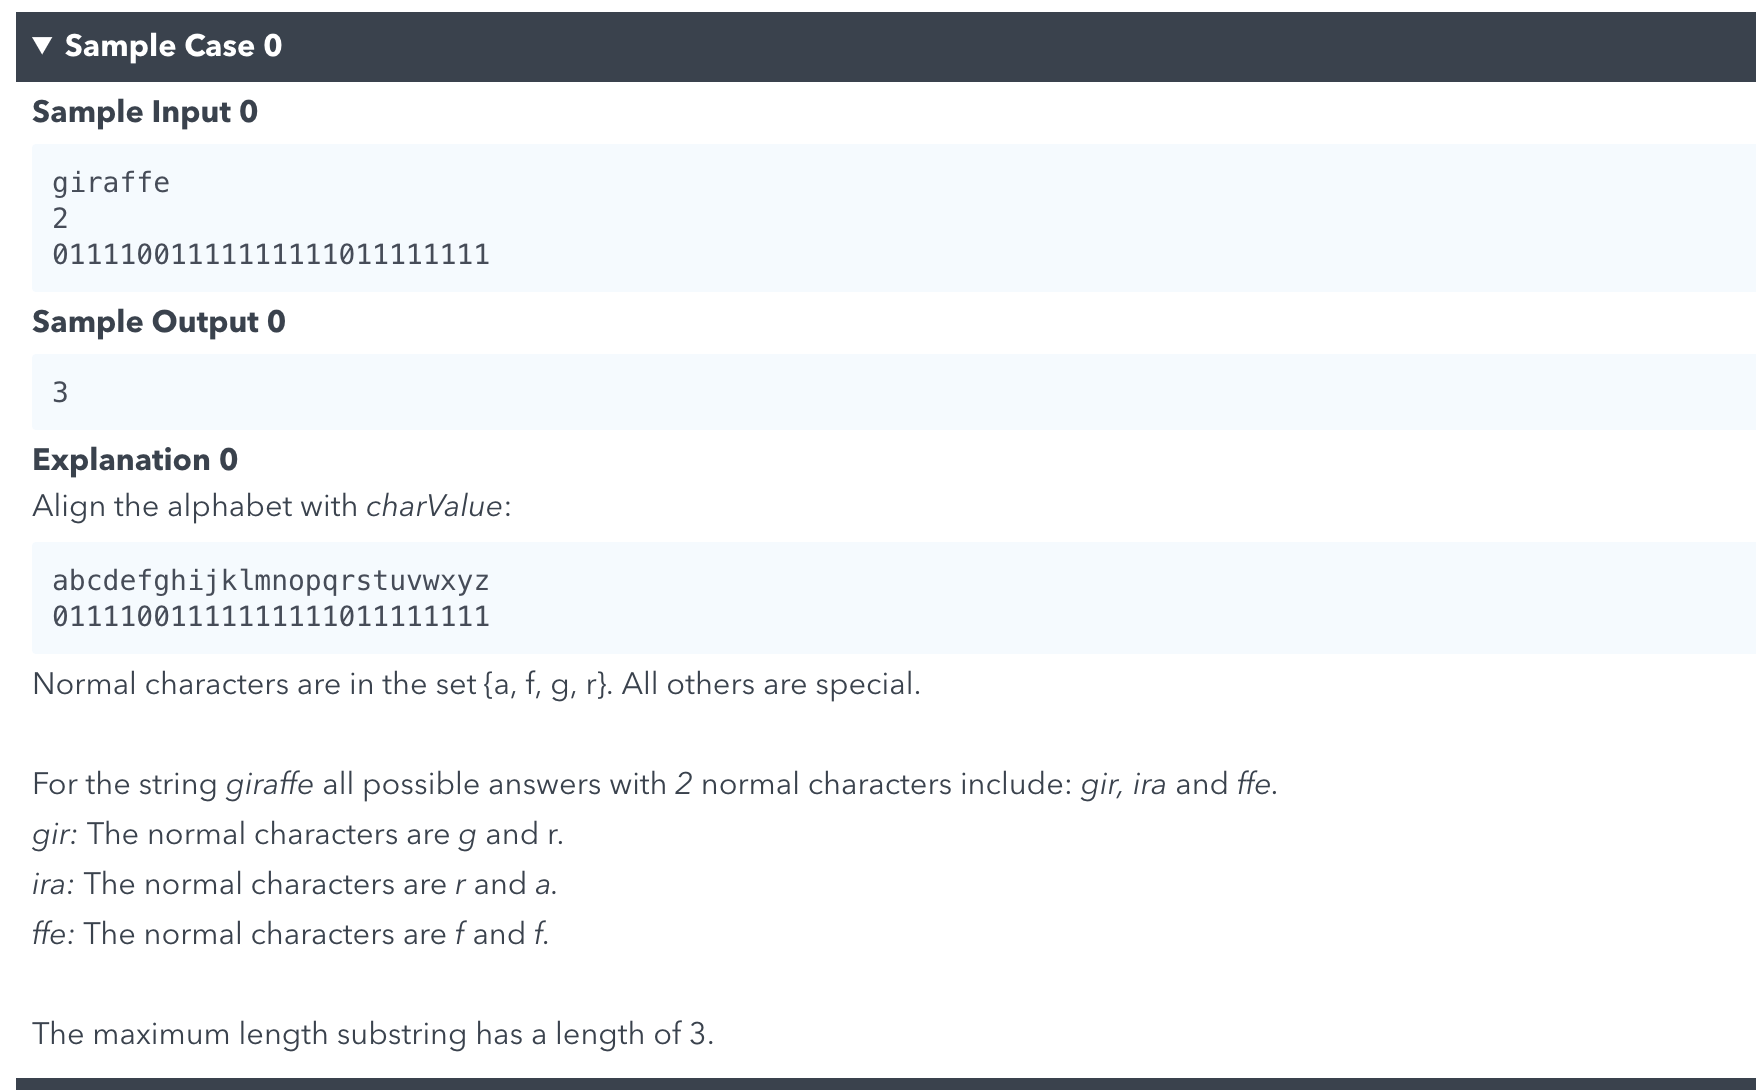 ▼ Sample Case 0
Sample Input 0
giraffe
2
01111001111111111011111111
Sample Output 0
3
Explanation 0
Align the alphabet with charValue:
abcdefghijklmnopqrstuvwxyz
01111001111111111011111111
Normal characters are in the set {a, f, g, r}. All others are special.
For the string giraffe all possible answers with 2 normal characters include: gir, ira and ffe.
gir: The normal characters are g and r.
ira: The normal characters are r and a.
ffe: The normal characters are f and f.
The maximum length substring has a length of 3.